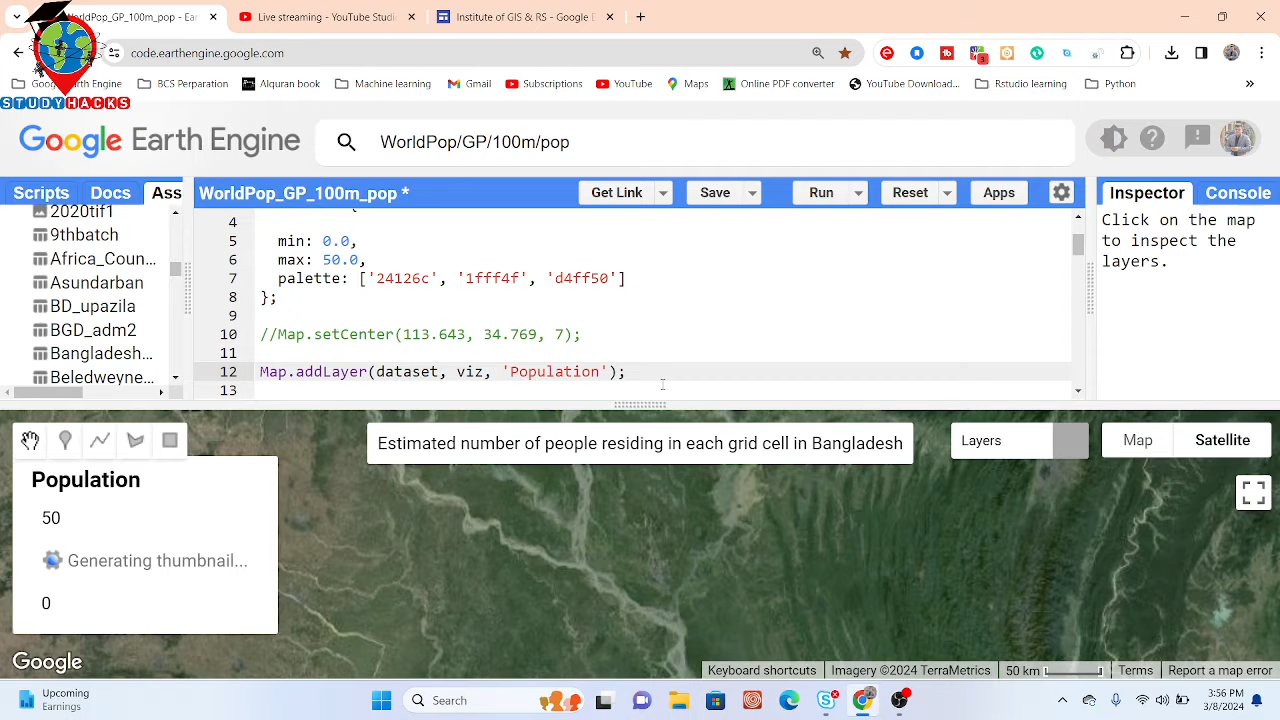 WorldPop_GP_100m_pop - Ear
Live streaming - YouTube Studi
Institute of GIS & RS - Google E
code.earthengine.google.com
Google Earth Engine
BCS Perparation
Alquran book
Machine learning
Gmail
Subscriptions
YouTube
Maps
Online PDF converter
YouTube Download...
Rstudio learning
Python
STUDYHACKS
Google Earth Engine
WorldPop/GP/100m/pop
Scripts
Docs
Ass
WorldPop_GP_100m_pop *
Get Link
Save
Run
Reset
Apps
Inspector
Console
2020tif1
9thbatch
Africa_Coun...
Asundarban
BD_upazila
BGD_adm2
Bangladesh...
Beledweyne...
4
5 min: 0.0,
6 max: 50.0,
7 palette: ['24126c', '1fff4f', 'd4ff50']
8 };
9
10 //Map.setCenter(113.643, 34.769, 7);
11
12 Map.addLayer(dataset, viz, 'Population');
13
Click on the map
to inspect the
layers.
Estimated number of people residing in each grid cell in Bangladesh
Layers
Map
Satellite
Population
50
Generating thumbnail...
0
Google
Keyboard shortcuts
Imagery ©2024 TerraMetrics
50 km
Terms
Report a map error
Upcoming
Earnings
Search
3:56 PM
3/8/2024